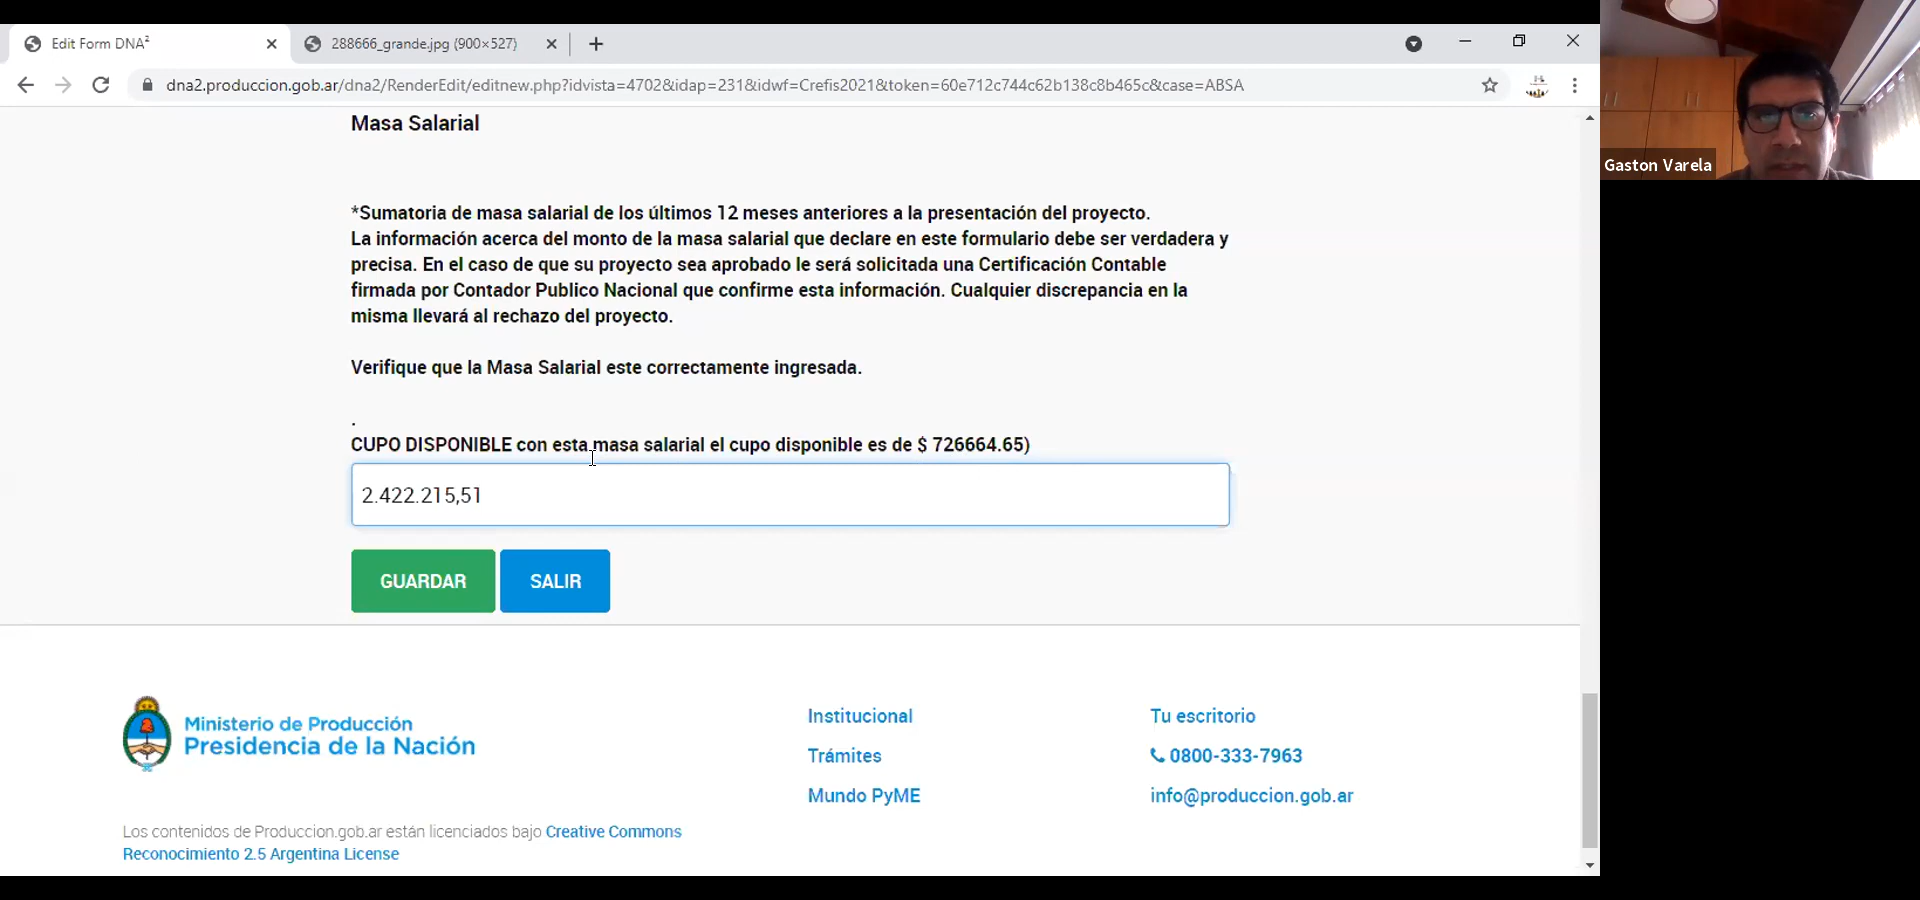 Edit Form DNA²
288666_grande.jpg (900×527)
dna2.produccion.gob.ar/dna2/RenderEdit/editnew.php?idvista=4702&idap=231&idwf=Crefis2021&token=60e712c744c62b138c8b465c&case=ABSA
Gaston Varela
Masa Salarial
*Sumatoria de masa salarial de los últimos 12 meses anteriores a la presentación del proyecto.
La información acerca del monto de la masa salarial que declare en este formulario debe ser verdadera y
precisa. En el caso de que su proyecto sea aprobado le será solicitada una Certificación Contable
firmada por Contador Publico Nacional que confirme esta información. Cualquier discrepancia en la
misma llevará al rechazo del proyecto.
Verifique que la Masa Salarial este correctamente ingresada.
.
CUPO DISPONIBLE con esta masa salarial el cupo disponible es de $ 726664.65)
2.422.215,51
GUARDAR SALIR
Ministerio de Producción
Presidencia de la Nación
Institucional
Trámites
Mundo PyME
Tu escritorio
0800-333-7963
info@produccion.gob.ar
Los contenidos de Produccion.gob.ar están licenciados bajo Creative Commons
Reconocimiento 2.5 Argentina License